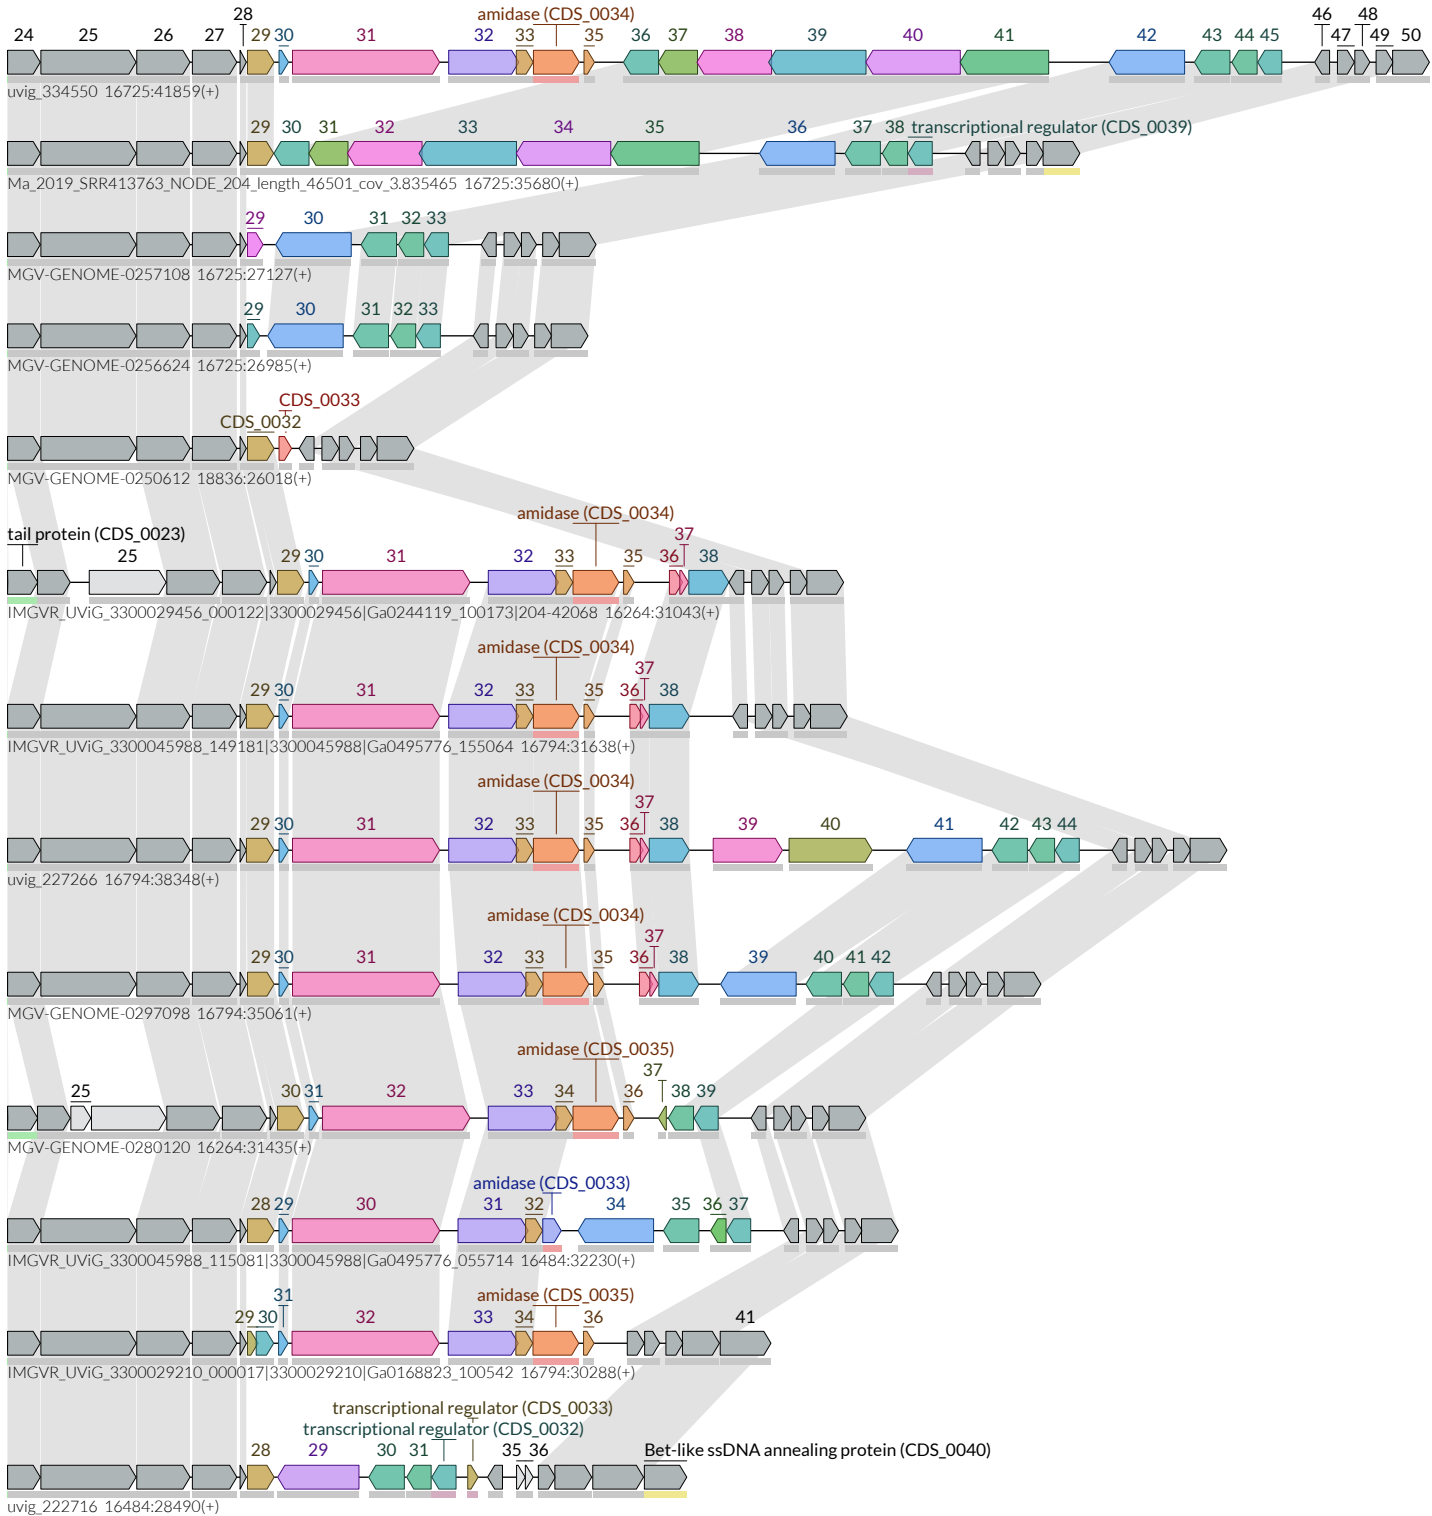 28 amidase (CDS_0034) 46 48
24 25 26 27 29 30 31 32 33 35 36 37 38 39 40 41 42 43 44 45 47 49 50
uvig_334550 16725:41859(+)
29 30 31 32 33 34 35 36 37 38 transcriptional regulator (CDS_0039)
Ma_2019_SRR413763_NODE_204_length_46501_cov_3.835465 16725:35680(+)
29 30 31 32 33
MGV-GENOME-0257108 16725:27127(+)
29 30 31 32 33
MGV-GENOME-0256624 16725:26985(+)
CDS_0033
CDS_0032
MGV-GENOME-0250612 18836:26018(+)
amidase (CDS_0034)
tail protein (CDS_0023) 37
25 29 30 31 32 33 35 36 38
IMGVR_UViG_3300029456_000122|3300029456|Ga0244119_100173|204-42068 16264:31043(+)
amidase (CDS_0034)
37
29 30 31 32 33 35 36 38
IMGVR_UViG_3300045988_149181|3300045988|Ga0495776_155064 16794:31638(+)
amidase (CDS_0034)
37
29 30 31 32 33 35 36 38 39 40 41 42 43 44
uvig_227266 16794:38348(+)
amidase (CDS_0034)
37
29 30 31 32 33 35 36 38 39 40 41 42
MGV-GENOME-0297098 16794:35061(+)
amidase (CDS_0035)
37
25 30 31 32 33 34 36 38 39
MGV-GENOME-0280120 16264:31435(+)
amidase (CDS_0033)
28 29 30 31 32 34 35 36 37
IMGVR_UViG_3300045988_115081|3300045988|Ga0495776_055714 16484:32230(+)
31 amidase (CDS_0035)
29 30 32 33 34 36 41
IMGVR_UViG_3300029210_000017|3300029210|Ga0168823_100542 16794:30288(+)
transcriptional regulator (CDS_0033)
transcriptional regulator (CDS_0032)
28 29 30 31 35 36 Bet-like ssDNA annealing protein (CDS_0040)
uvig_222716 16484:28490(+)